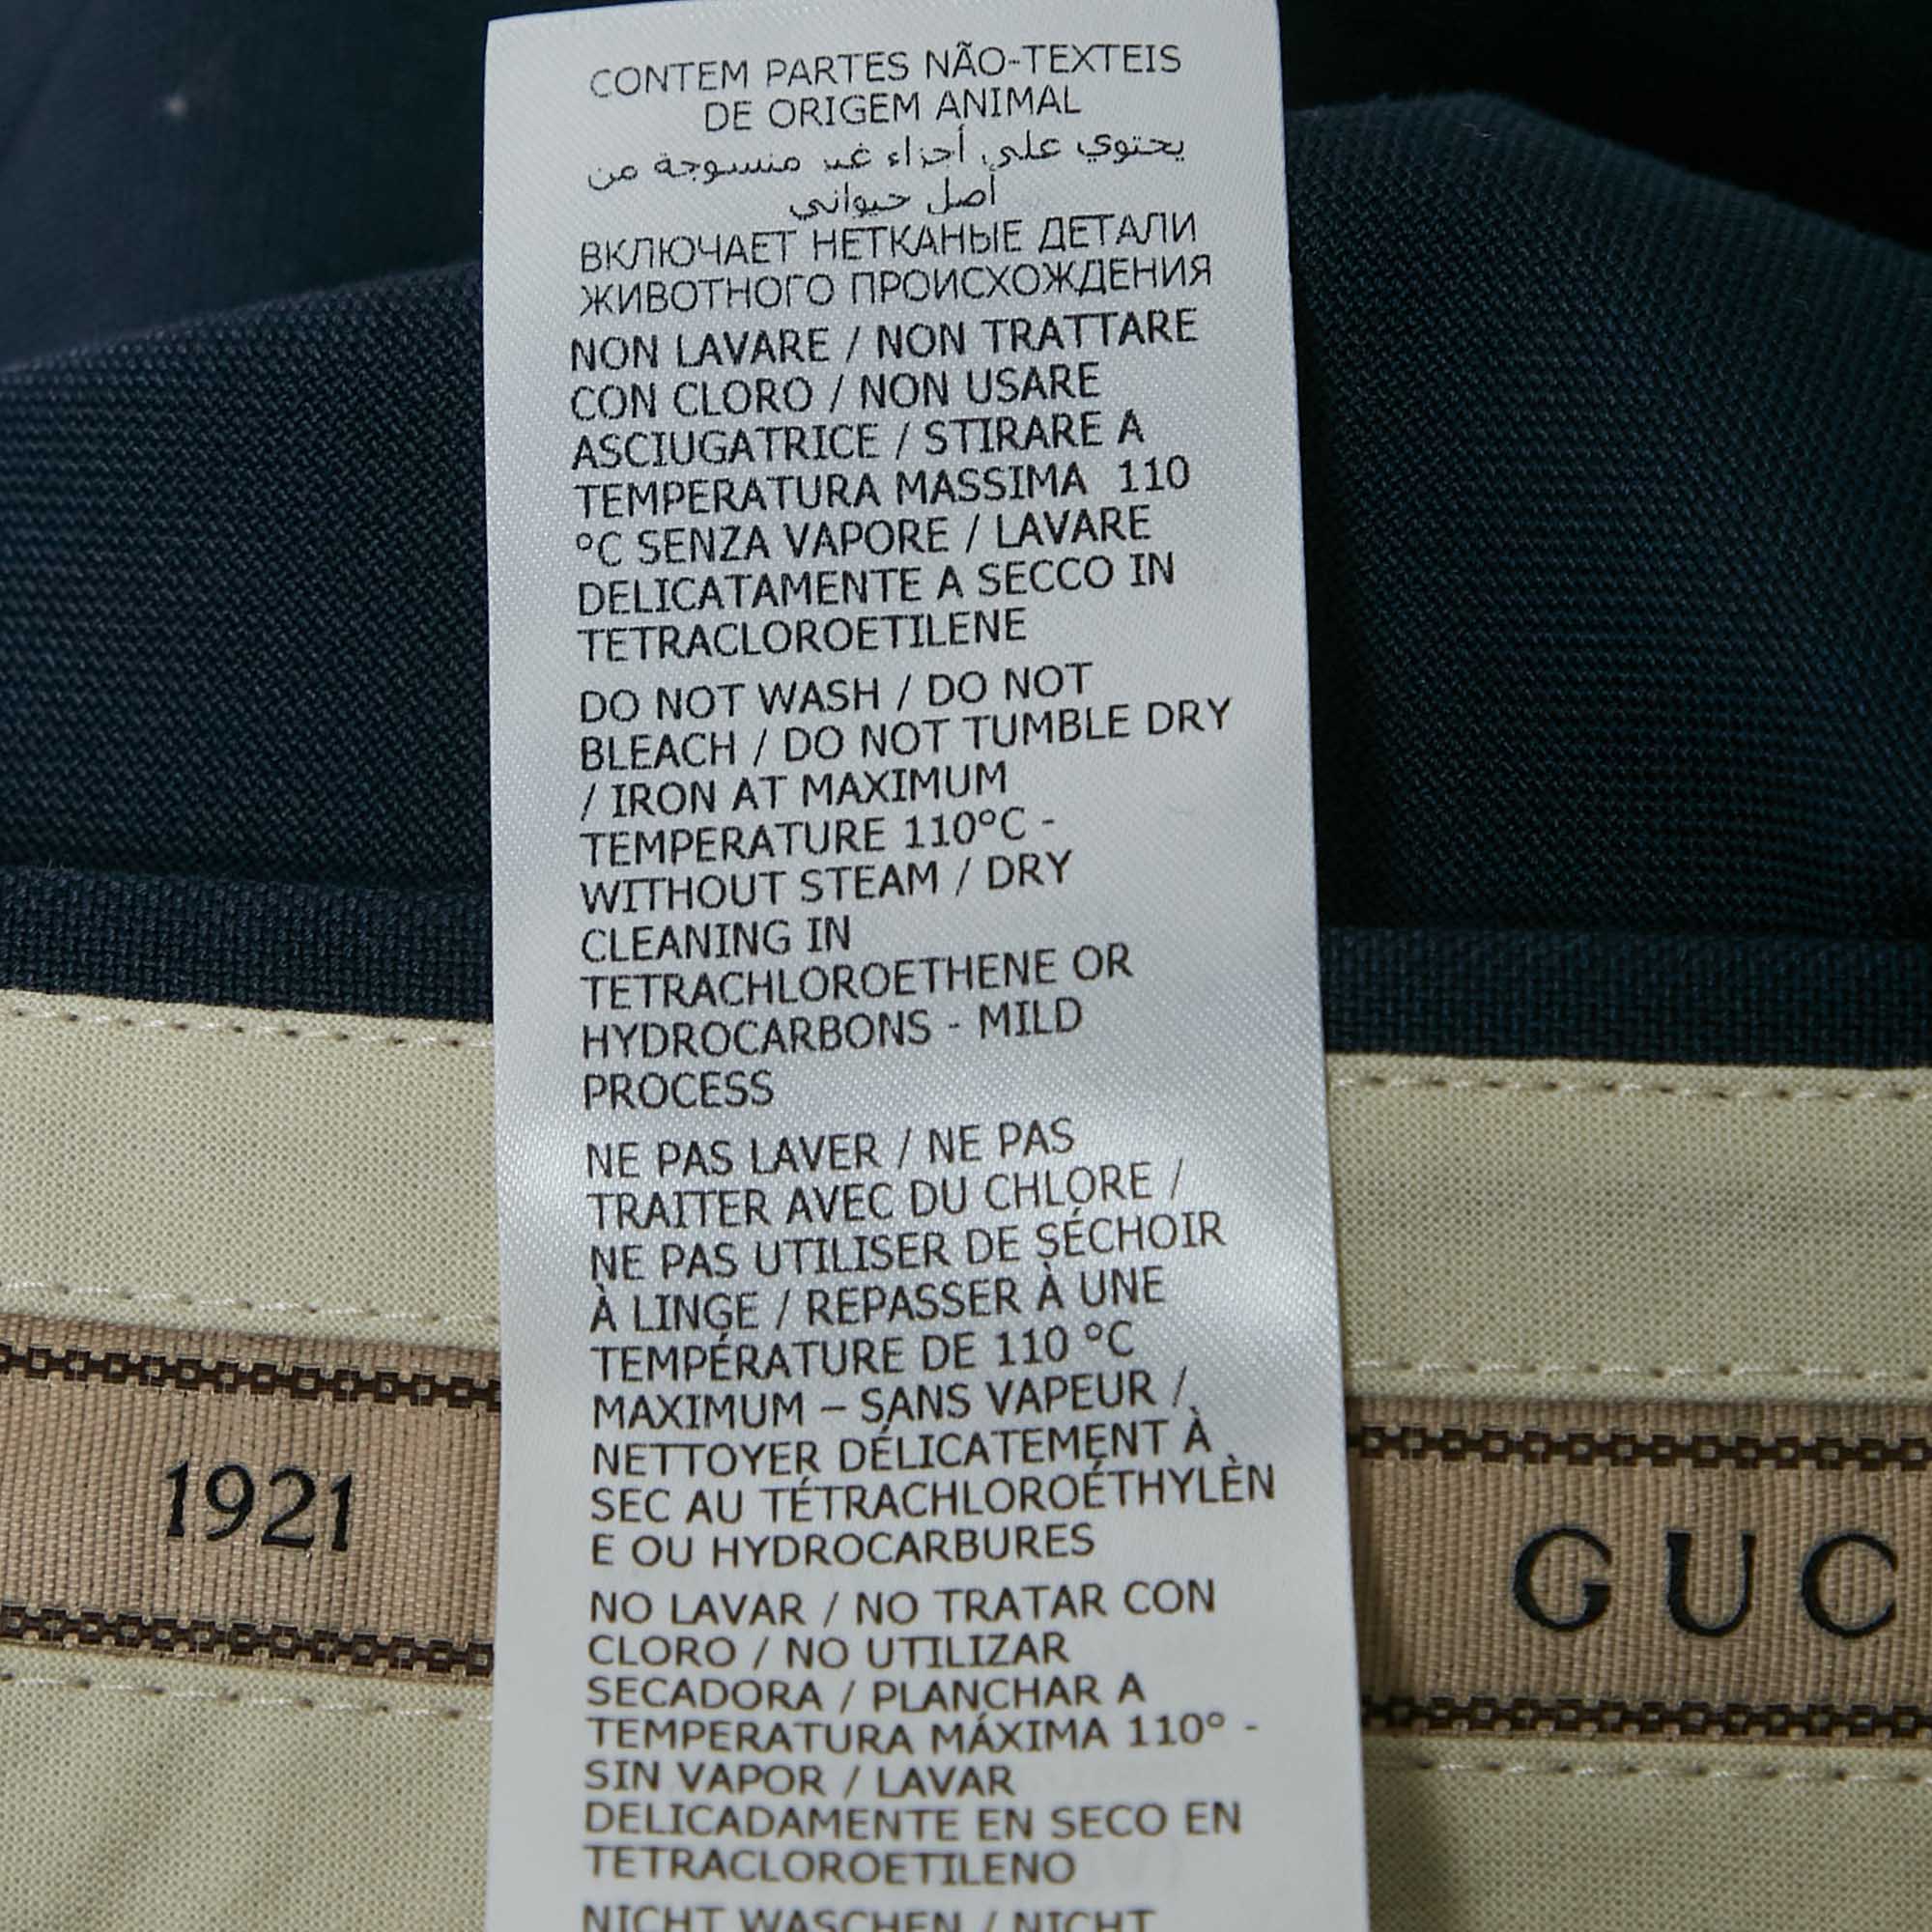 CONTEM PARTES NÃO-TEXTEIS
DE ORIGEM ANIMAL
يحتوي على أجزاء غير منسوجة من
أصل حيواني
ВКЛЮЧАЕТ НЕТКАНЫЕ ДЕТАЛИ
ЖИВОТНОГО ПРОИСХОЖДЕНИЯ
NON LAVARE / NON TRATTARE
CON CLORO / NON USARE
ASCIUGATRICE / STIRARE A
TEMPERATURA MASSIMA 110
°C SENZA VAPORE / LAVARE
DELICATAMENTE A SECCO IN
TETRACLOROETILENE
DO NOT WASH / DO NOT
BLEACH / DO NOT TUMBLE DRY
/ IRON AT MAXIMUM
TEMPERATURE 110°C -
WITHOUT STEAM / DRY
CLEANING IN
TETRACHLOROETHENE OR
HYDROCARBONS - MILD
PROCESS
NE PAS LAVER / NE PAS
TRAITER AVEC DU CHLORE /
NE PAS UTILISER DE SÉCHOIR
À LINGE / REPASSER À UNE
TEMPÉRATURE DE 110 °C
MAXIMUM – SANS VAPEUR /
NETTOYER DÉLICATEMENT À
SEC AU TÉTRACHLOROÉTHYLÈN
E OU HYDROCARBURES
NO LAVAR / NO TRATAR CON
CLORO / NO UTILIZAR
SECADORA / PLANCHAR A
TEMPERATURA MÁXIMA 110° -
SIN VAPOR / LAVAR
DELICADAMENTE EN SECO EN
TETRACLOROETILENO
NICHT WASCHEN / NICHT
1921
GUC